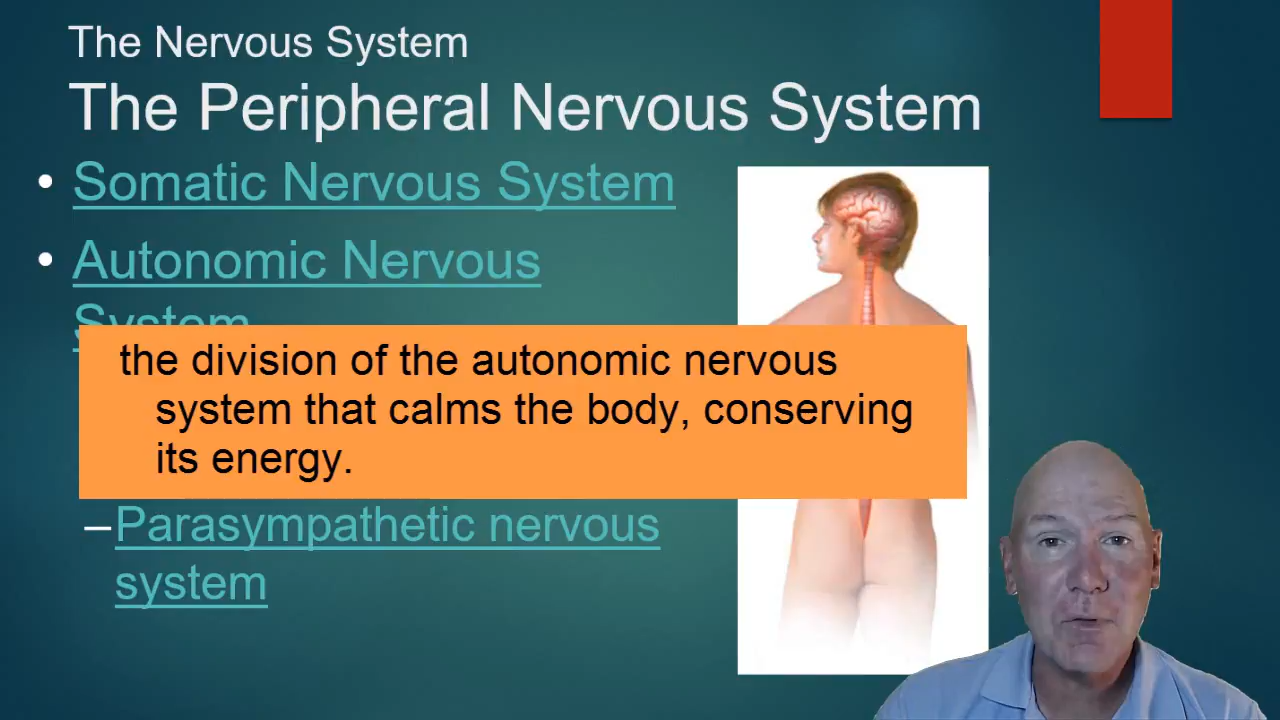 The Nervous System
The Peripheral Nervous System
• Somatic Nervous System
• Autonomic Nervous
System
the division of the autonomic nervous
system that calms the body, conserving
its energy.
–Parasympathetic nervous
system